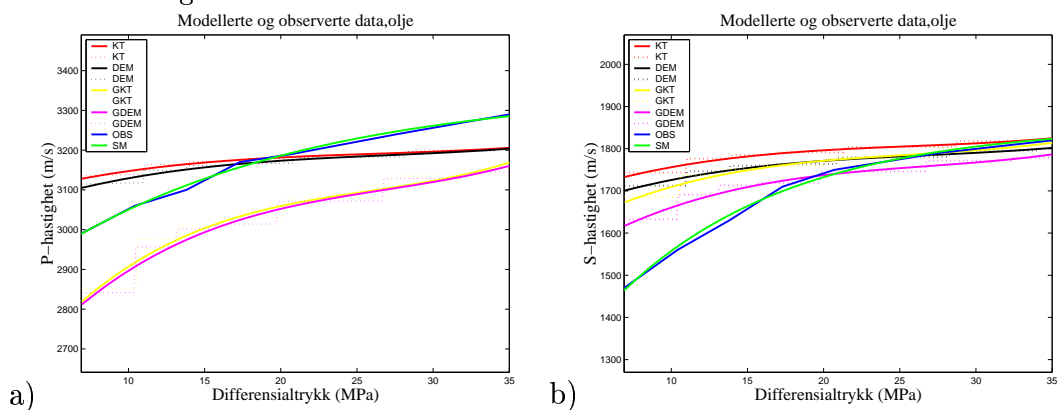 Modellerte og observerte data,olje
P−hastighet (m/s)
3400
3300
3200
3100
3000
2900
2800
2700
KT
KT
DEM
DEM
GKT
GKT
GDEM
GDEM
OBS
SM
10 15 20 25 30 35
Differensialtrykk (MPa)
a)
Modellerte og observerte data,olje
S−hastighet (m/s)
2000
1900
1800
1700
1600
1500
1400
1300
KT
KT
DEM
DEM
GKT
GKT
GDEM
GDEM
OBS
SM
10 15 20 25 30 35
Differensialtrykk (MPa)
b)